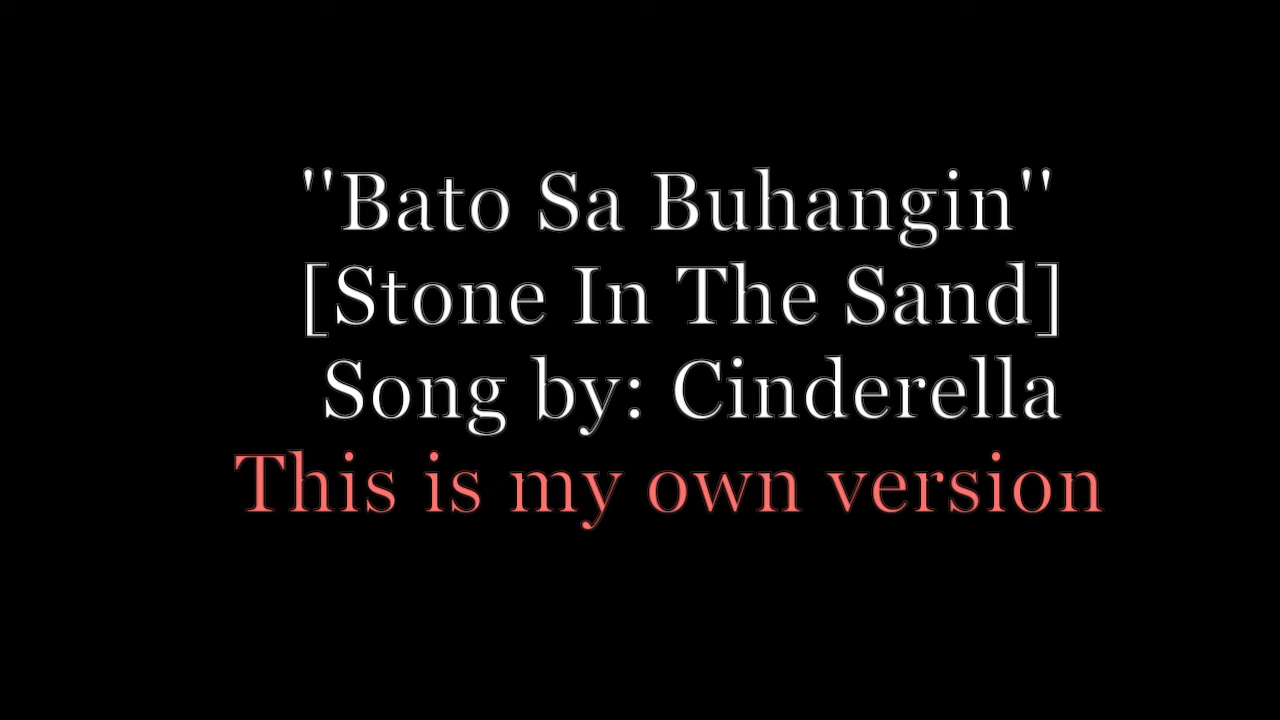 "Bato Sa Buhangin"
[Stone In The Sand]
Song by: Cinderella
This is my own version